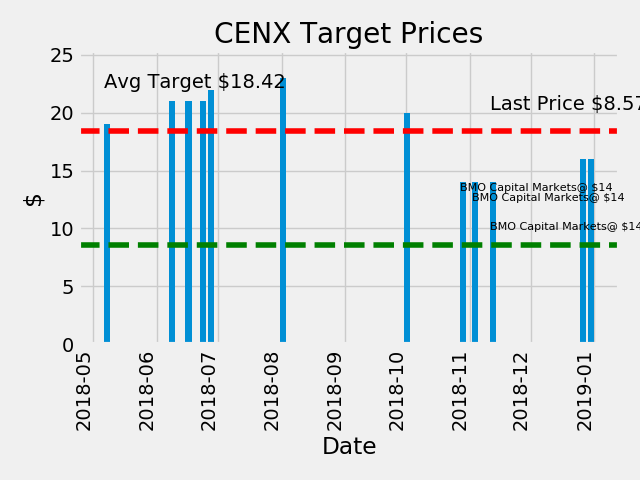 CENX Target Prices
25
Avg Target $18.42
Last Price $8.57
20
15
BMO Capital Markets@ $14
BMO Capital Markets@ $14
$
10
BMO Capital Markets@ $14
5
0
2018-05
2018-06
2018-07
2018-08
2018-09
2018-10
2018-11
2018-12
2019-01
Date